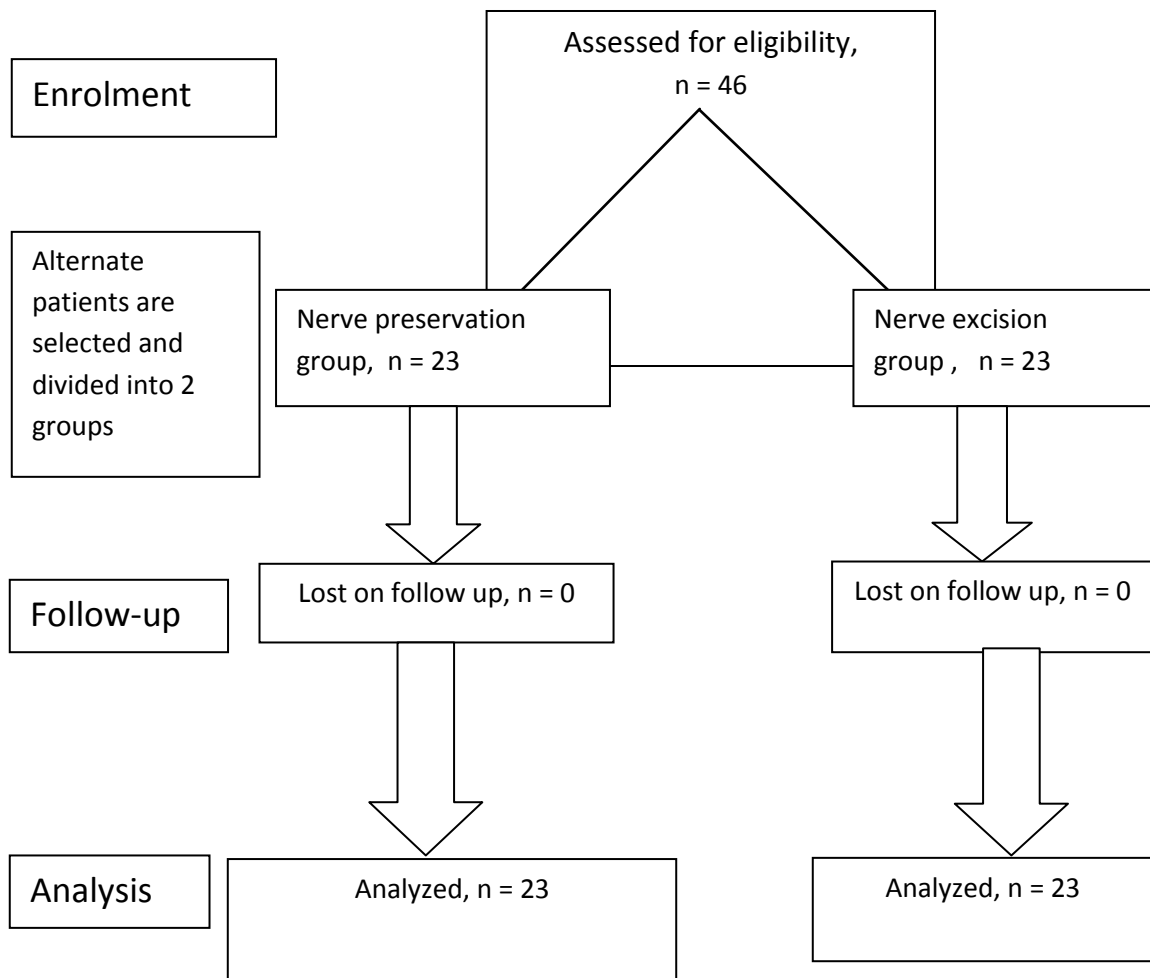 Assessed for eligibility,
n = 46
Enrolment
Alternate
patients are
selected and
divided into 2
groups
Nerve preservation
group, n = 23
Nerve excision
group , n = 23
Follow-up
Lost on follow up, n = 0
Lost on follow up, n = 0
Analysis
Analyzed, n = 23
Analyzed, n = 23